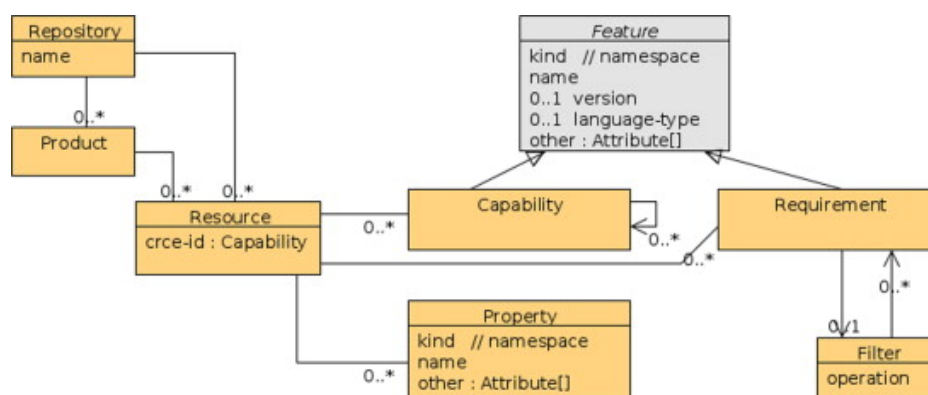 Repository
name
Feature
kind // namespace
name
0..1 version
0..1 language-type
other : Attribute[]
0..*
Product
0..*
0..*
Resource
crce-id : Capability
Capability
0..*
0..*
Requirement
0..*
0..*
Property
kind // namespace
name
other : Attribute[]
0..*
0/1
Filter
operation